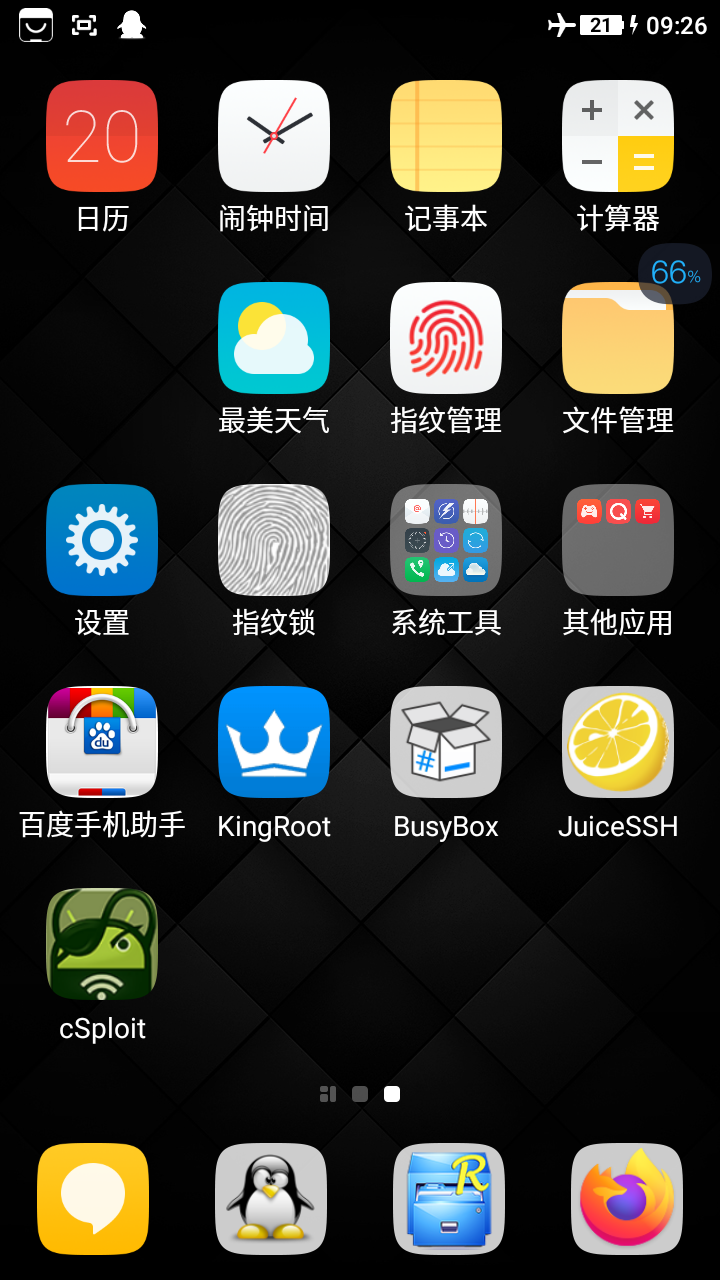 21 09:26
20
日历 闹钟时间 记事本 计算器
66%
最美天气 指纹管理 文件管理
设置 指纹锁 系统工具 其他应用
du
#
百度手机助手 KingRoot BusyBox JuiceSSH
cSploit
R